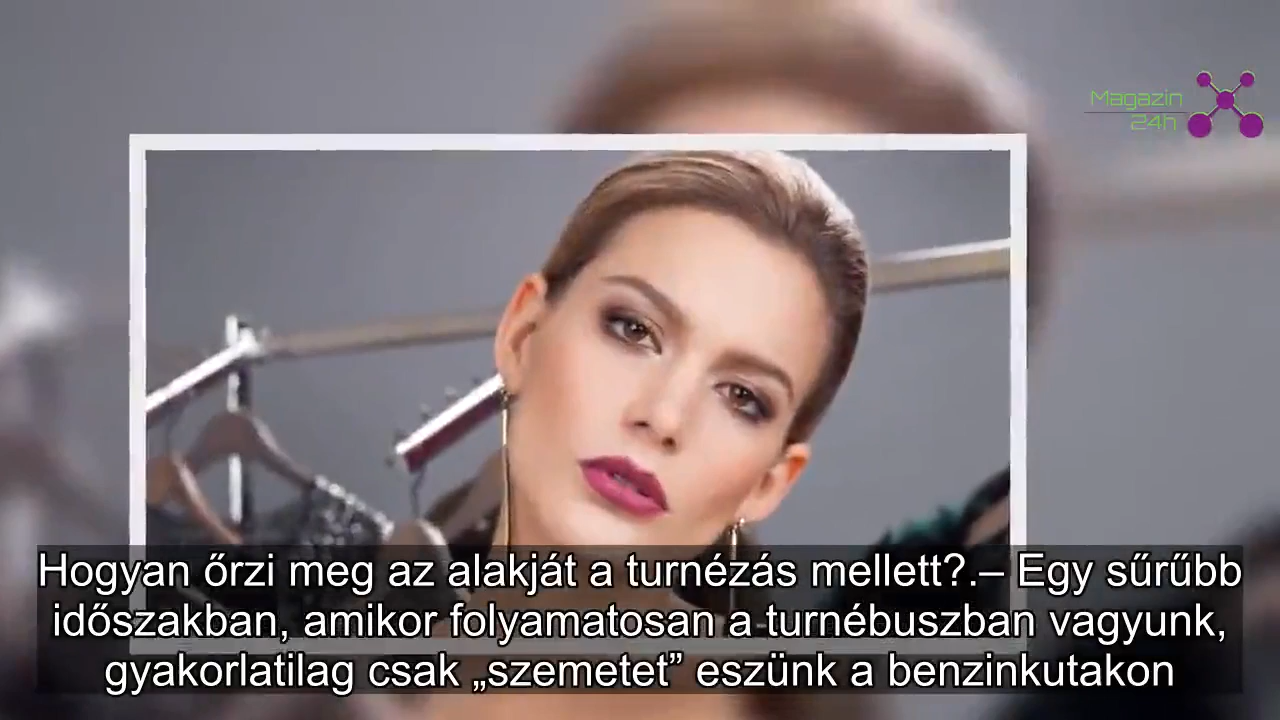 Magazin
24h
Hogyan őrzi meg az alakját a turnézás mellett?.– Egy sűrűbb
időszakban, amikor folyamatosan a turnébuszban vagyunk,
gyakorlatilag csak „szemetet” eszünk a benzinkutakon